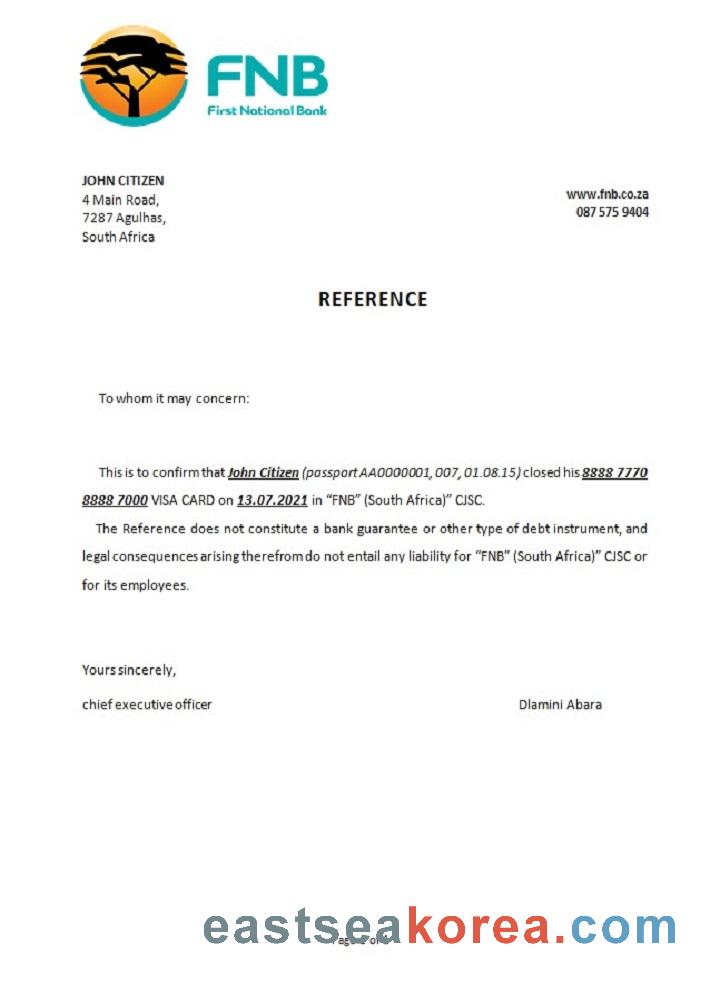 FNB
First National Bank
JOHN CITIZEN
4 Main Road,
7287 Agulhas,
South Africa
www.fnb.co.za
087 575 9404
REFERENCE
To whom it may concern:
This is to confirm that John Citizen (passport AA0000001, 007, 01.08.15) closed his 8888 7770
8888 7000 VISA CARD on 13.07.2021 in “FNB” (South Africa)” CJSC.
The Reference does not constitute a bank guarantee or other type of debt instrument, and
legal consequences arising therefrom do not entail any liability for “FNB” (South Africa)” CJSC or
for its employees.
Yours sincerely,
chief executive officer
Dlamini Abara
eastseakorea.com